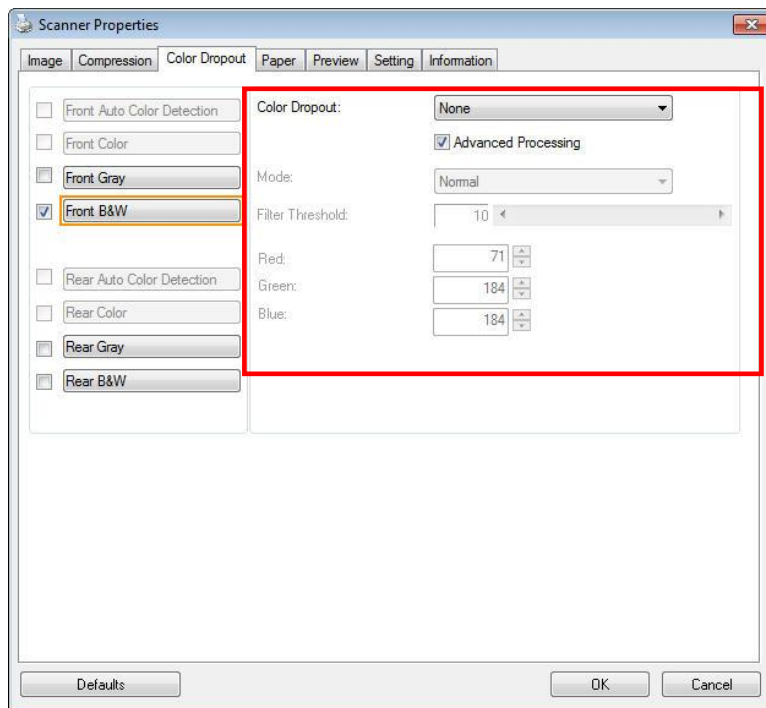 Scanner Properties
Image Compression Color Dropout Paper Preview Setting Information
Front Auto Color Detection
Front Color
Front Gray
Front B&W
Rear Auto Color Detection
Rear Color
Rear Gray
Rear B&W
Color Dropout: None
Advanced Processing
Mode: Normal
Filter Threshold: 10
Red: 71
Green: 184
Blue: 184
Defaults OK Cancel